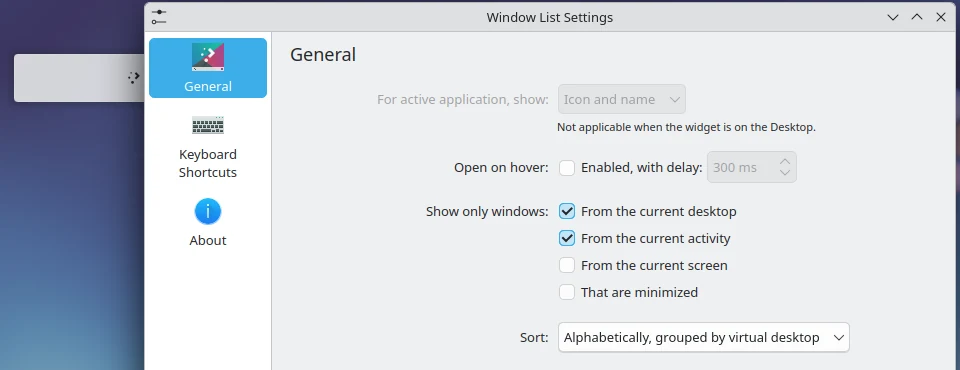 Window List Settings
General
Keyboard
Shortcuts
About
General
For active application, show: Icon and name
Not applicable when the widget is on the Desktop.
Open on hover: Enabled, with delay: 300 ms
Show only windows: From the current desktop
From the current activity
From the current screen
That are minimized
Sort: Alphabetically, grouped by virtual desktop